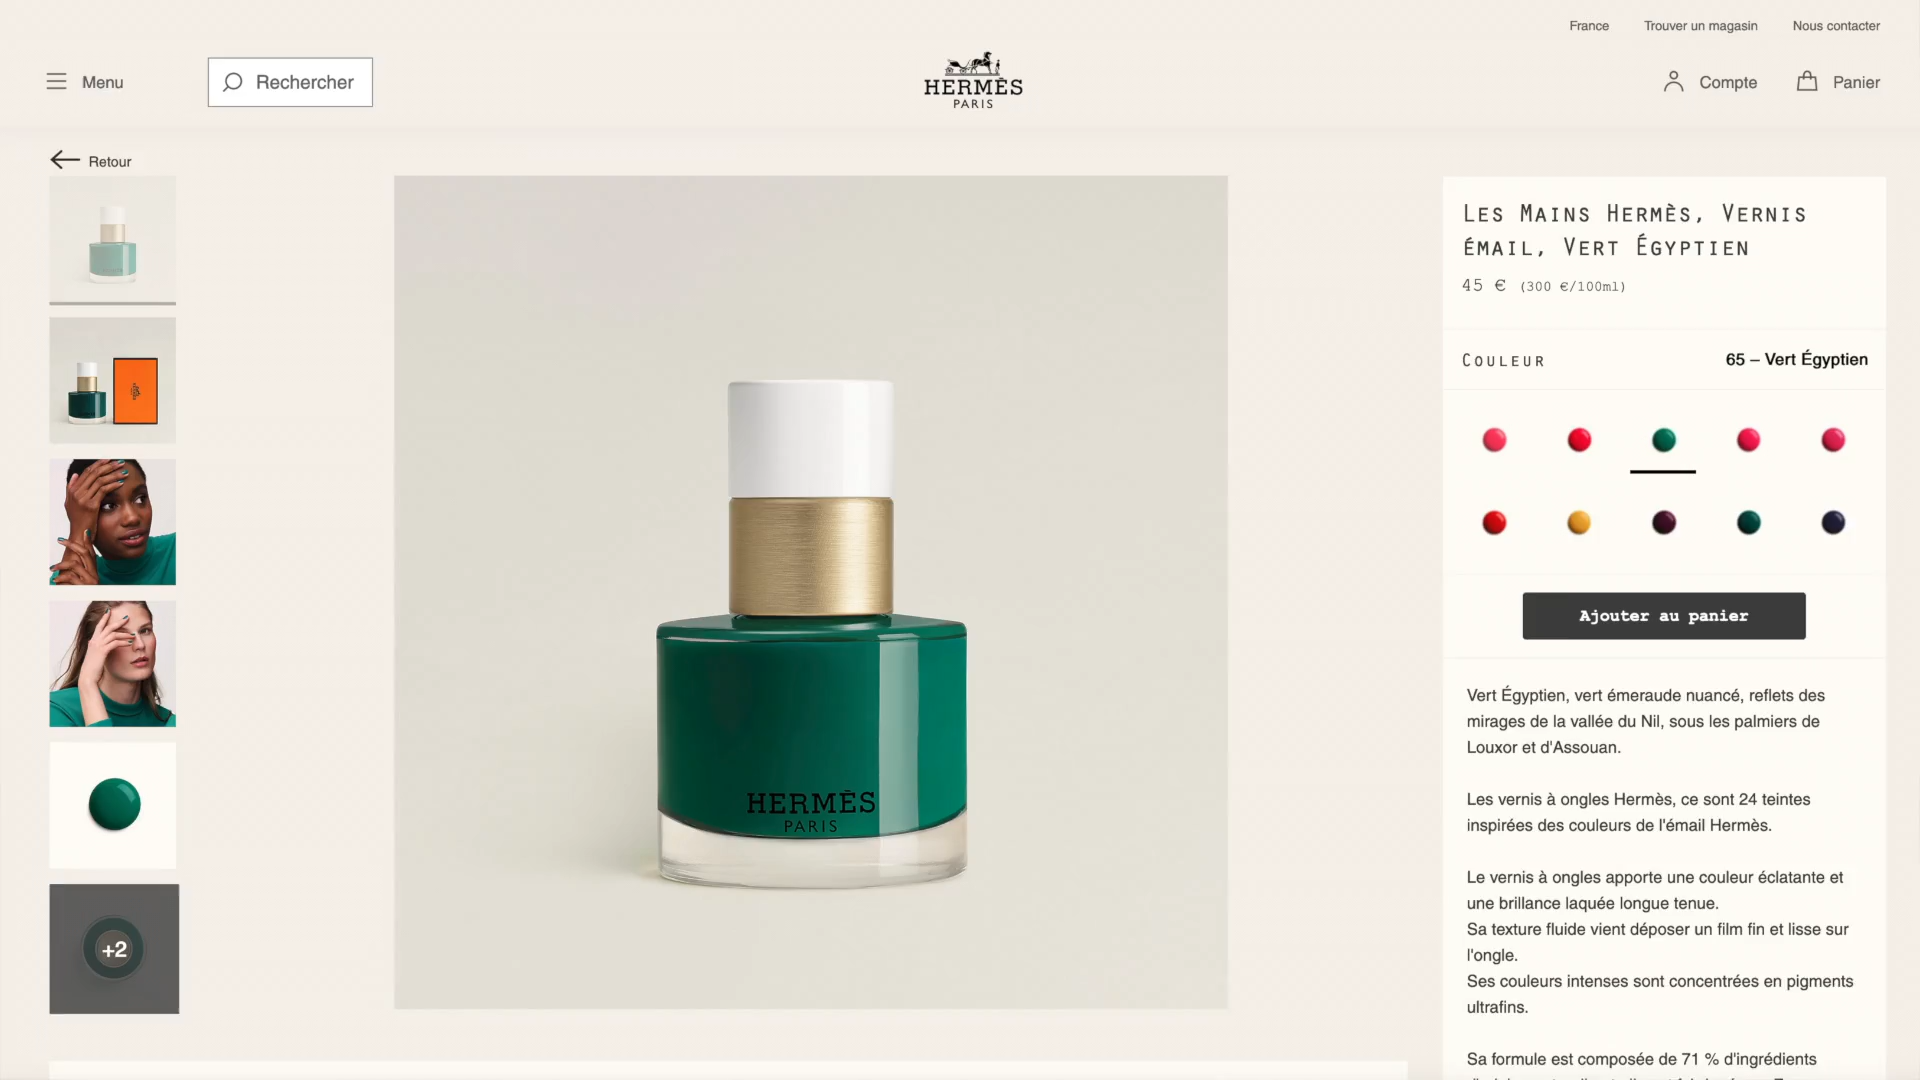 France
Trouver un magasin
Nous contacter
Menu
Rechercher
HERMÈS
PARIS
Compte
Panier
Retour
Les Mains Hermès, Vernis
émail, Vert Égyptien
45 € (300 €/100ml)
Couleur
65 – Vert Égyptien
Ajouter au panier
Vert Égyptien, vert émeraude nuancé, reflets des
mirages de la vallée du Nil, sous les palmiers de
Louxor et d'Assouan.
Les vernis à ongles Hermès, ce sont 24 teintes
inspirées des couleurs de l'émail Hermès.
Le vernis à ongles apporte une couleur éclatante et
une brillance laquée longue tenue.
Sa texture fluide vient déposer un film fin et lisse sur
l'ongle.
Ses couleurs intenses sont concentrées en pigments
ultrafins.
Sa formule est composée de 71 % d'ingrédients
HERMÈS
PARIS
+2